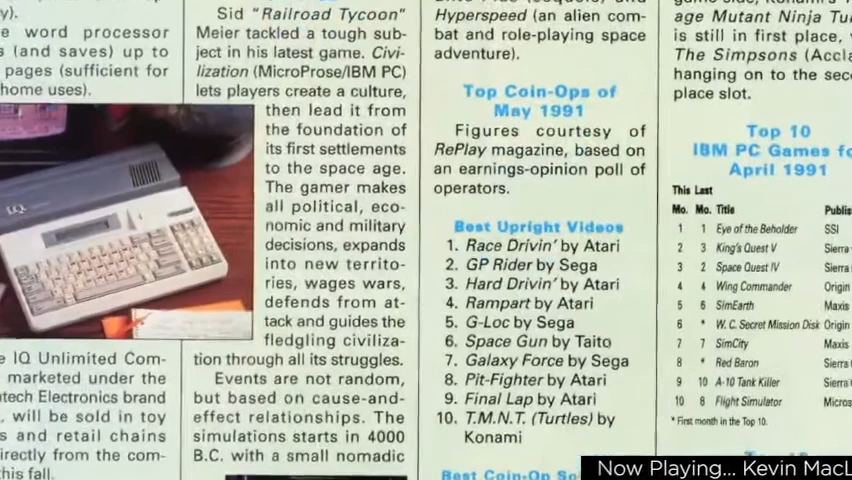 y).
e word processor
s (and saves) up to
pages (sufficient for
home uses).
IQ
e IQ Unlimited Com-
marketed under the
tech Electronics brand
, will be sold in toy
s and retail chains
irectly from the com-
his fall.
Sid "Railroad Tycoon"
Meier tackled a tough sub-
ject in his latest game. Civi-
lization (MicroProse/IBM PC)
lets players create a culture,
then lead it from
the foundation of
its first settlements
to the space age.
The gamer makes
all political, eco-
nomic and military
decisions, expands
into new territo-
ries, wages wars,
defends from at-
tack and guides the
fledgling civiliza-
tion through all its struggles.
Events are not random,
but based on cause-and-
effect relationships. The
simulations starts in 4000
B.C. with a small nomadic
Hyperspeed (an alien com-
bat and role-playing space
adventure).
Top Coin-Ops of
May 1991
Figures courtesy of
RePlay magazine, based on
an earnings-opinion poll of
operators.
Best Upright Videos
1. Race Drivin' by Atari
2. GP Rider by Sega
3. Hard Drivin' by Atari
4. Rampart by Atari
5. G-Loc by Sega
6. Space Gun by Taito
7. Galaxy Force by Sega
8. Pit-Fighter by Atari
9. Final Lap by Atari
10. T.M.N.T. (Turtles) by
Konami
Best Coin-Op So
age Mutant Ninja Tu
is still in first place,
The Simpsons (Accla
hanging on to the seco
place slot.
Top 10
IBM PC Games fo
April 1991
This Last
Mo. Mo. Title Publis
1 1 Eye of the Beholder SSI
2 3 King's Quest V Sierra
3 2 Space Quest IV Sierra
4 4 Wing Commander Origin
5 6 SimEarth Maxis
6 * W. C. Secret Mission Disk Origin
7 7 SimCity Maxis
8 * Red Baron Sierra
9 10 A-10 Tank Killer Sierra
10 8 Flight Simulator Micros
* First month in the Top 10.
Now Playing... Kevin MacL